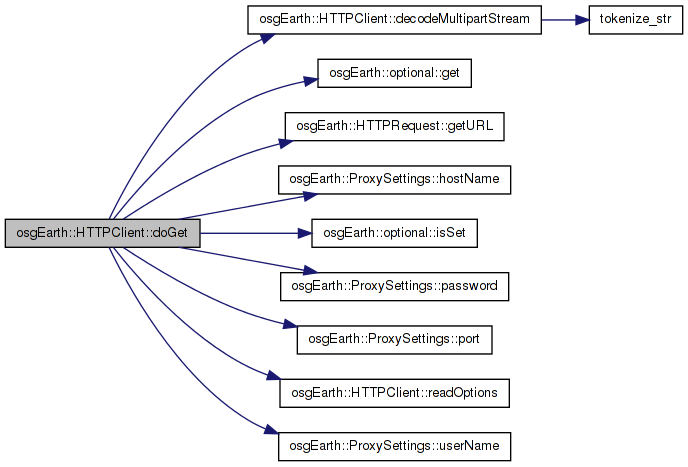 osgEarth::HTTPClient::decodeMultipartStream
tokenize_str
osgEarth::optional::get
osgEarth::HTTPRequest::getURL
osgEarth::ProxySettings::hostName
osgEarth::HTTPClient::doGet
osgEarth::optional::isSet
osgEarth::ProxySettings::password
osgEarth::ProxySettings::port
osgEarth::HTTPClient::readOptions
osgEarth::ProxySettings::userName